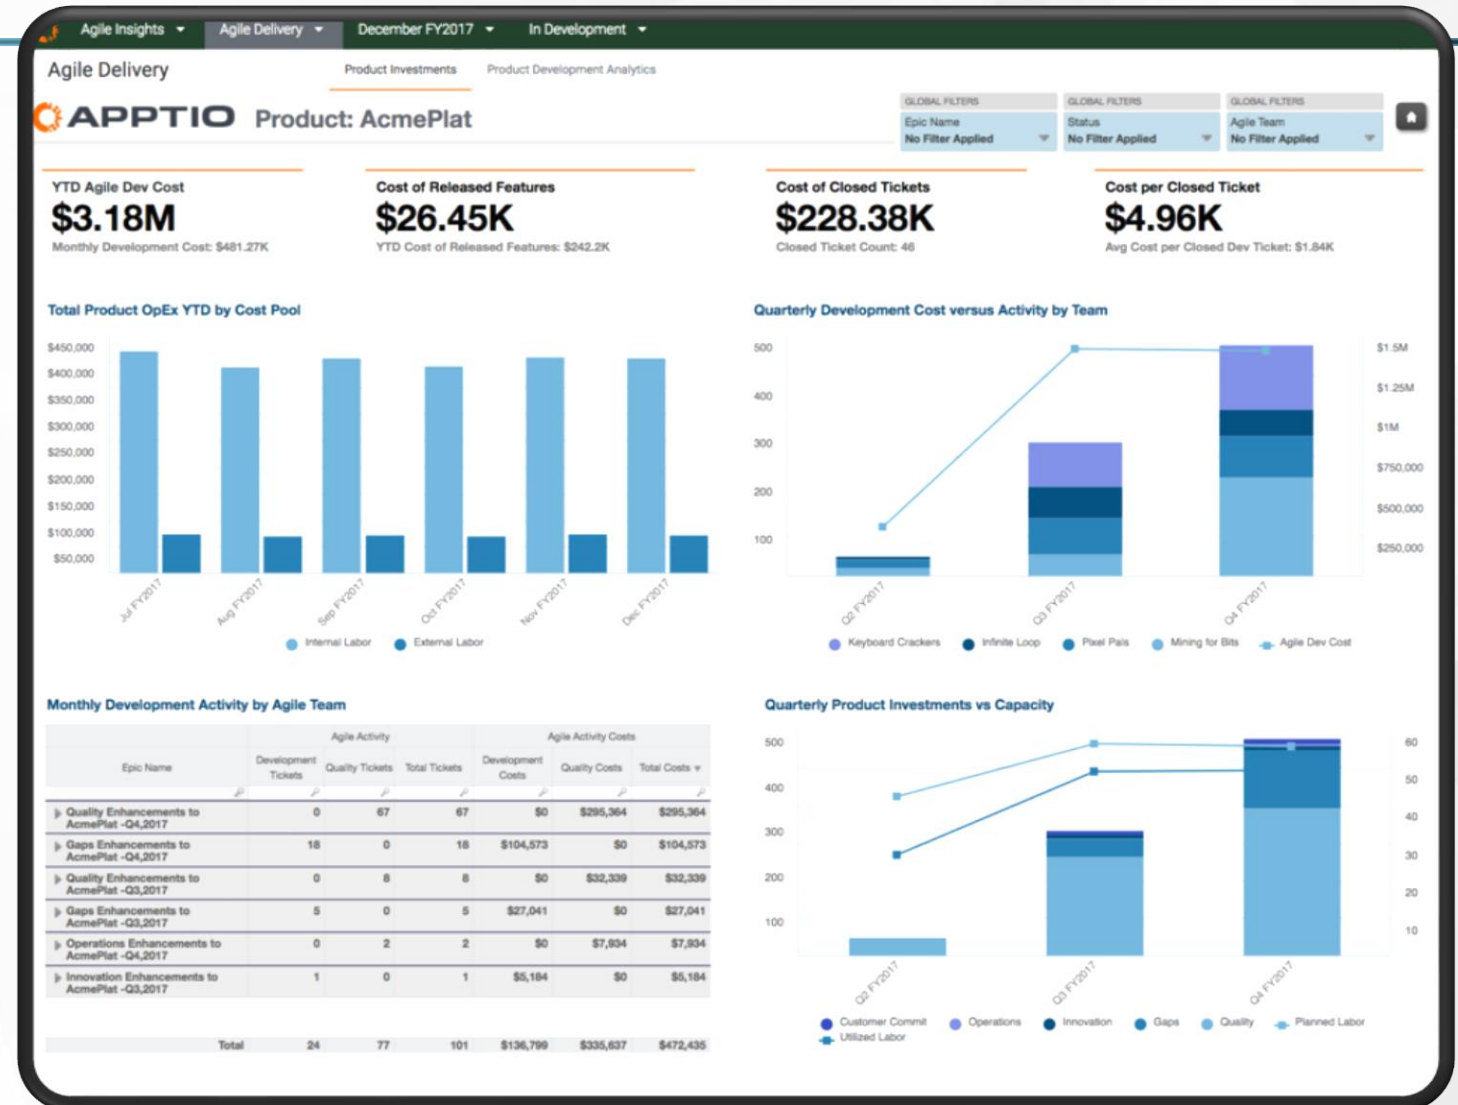 Agile Insights
Agile Delivery
December FY2017
In Development
Agile Delivery
Product Investments
Product Development Analytics
APPTIO
Product: AcmePlat
GLOBAL FILTERS
Epic Name
No Filter Applied
GLOBAL FILTERS
Status
No Filter Applied
GLOBAL FILTERS
Agile Team
No Filter Applied
YTD Agile Dev Cost
$3.18M
Monthly Development Cost: $481.27K
Cost of Released Features
$26.45K
YTD Cost of Released Features: $242.2K
Cost of Closed Tickets
$228.38K
Closed Ticket Count: 46
Cost per Closed Ticket
$4.96K
Avg Cost per Closed Dev Ticket: $1.84K
Total Product OpEx YTD by Cost Pool
$450,000
$400,000
$350,000
$300,000
$250,000
$200,000
$150,000
$100,000
$50,000
Jul FY2017
Aug FY2017
Sep FY2017
Oct FY2017
Nov FY2017
Dec FY2017
Internal Labor
External Labor
Quarterly Development Cost versus Activity by Team
500
400
300
200
100
$1.5M
$1.25M
$1M
$750,000
$500,000
$250,000
Q2 FY2017
Q3 FY2017
Q4 FY2017
Keyboard Crackers
Infinite Loop
Pixel Pals
Mining for Bits
Agile Dev Cost
Monthly Development Activity by Agile Team
Agile Activity
Agile Activity Costs
Epic Name
Development Tickets
Quality Tickets
Total Tickets
Development Costs
Quality Costs
Total Costs
Quality Enhancements to AcmePlat -Q4,2017 0 67 67 $0 $295,364 $295,364
Gaps Enhancements to AcmePlat -Q4,2017 18 0 18 $104,573 $0 $104,573
Quality Enhancements to AcmePlat -Q3,2017 0 8 8 $0 $32,339 $32,339
Gaps Enhancements to AcmePlat -Q3,2017 5 0 5 $27,041 $0 $27,041
Operations Enhancements to AcmePlat -Q4,2017 0 2 2 $0 $7,934 $7,934
Innovation Enhancements to AcmePlat -Q3,2017 1 0 1 $5,184 $0 $5,184
Total 24 77 101 $136,799 $335,637 $472,435
Quarterly Product Investments vs Capacity
500
400
300
200
100
60
50
40
30
20
10
Q2 FY2017
Q3 FY2017
Q4 FY2017
Customer Commit
Operations
Innovation
Gaps
Quality
Planned Labor
Utilized Labor